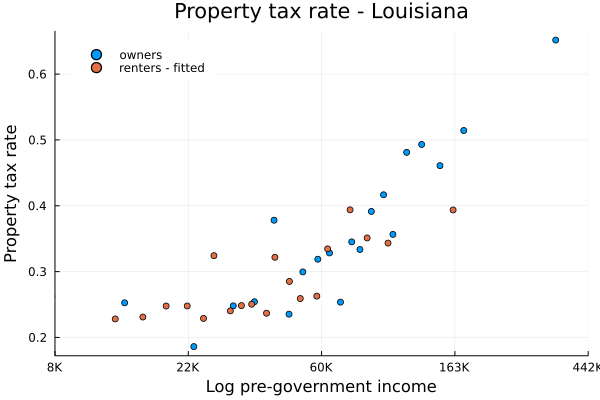 Property tax rate - Louisiana
owners
renters - fitted
Property tax rate
0.6
0.5
0.4
0.3
0.2
8K 22K 60K 163K 442K
Log pre-government income